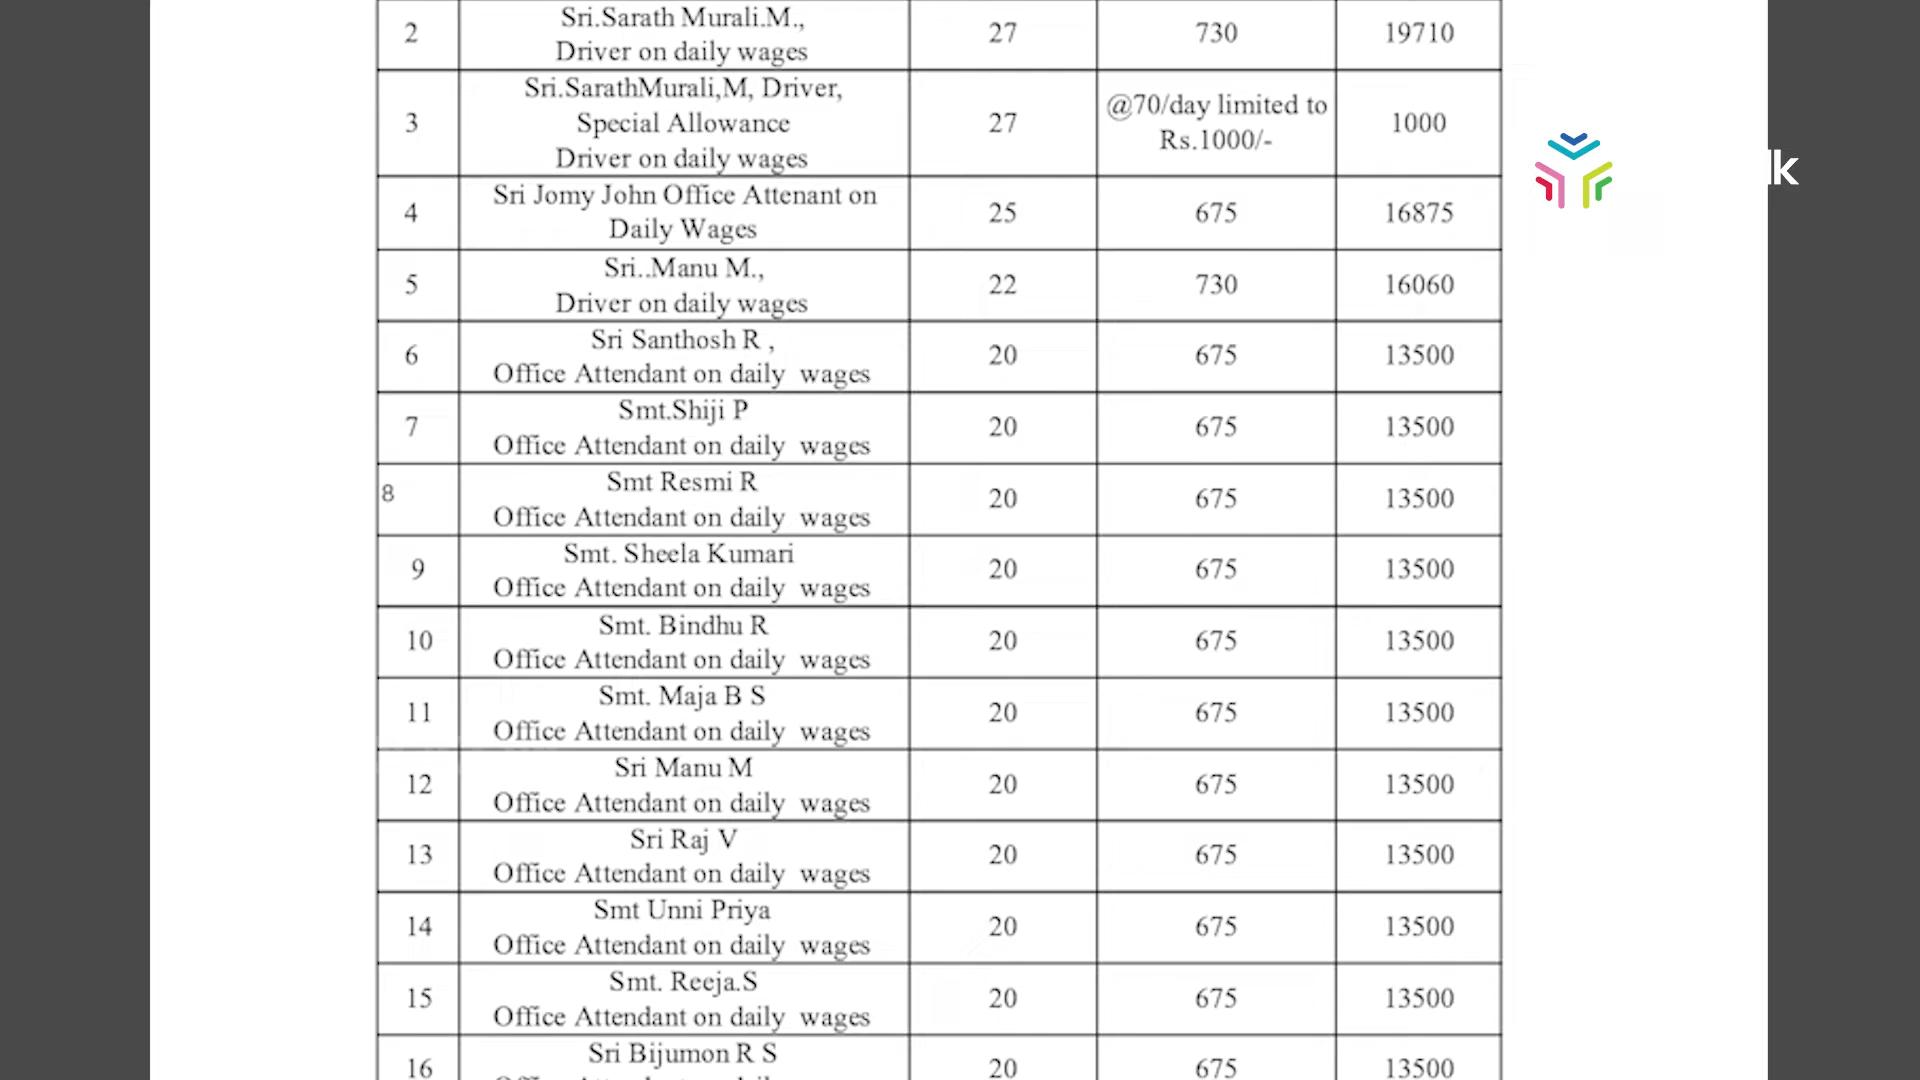 2
Sri.Sarath Murali.M.,
Driver on daily wages
27
730
19710
3
Sri.SarathMurali,M, Driver,
Special Allowance
Driver on daily wages
27
@70/day limited to
Rs.1000/-
1000
lk
4
Sri Jomy John Office Attenant on
Daily Wages
25
675
16875
5
Sri..Manu M.,
Driver on daily wages
22
730
16060
6
Sri Santhosh R ,
Office Attendant on daily wages
20
675
13500
7
Smt.Shiji P
Office Attendant on daily wages
20
675
13500
8
Smt Resmi R
Office Attendant on daily wages
20
675
13500
9
Smt. Sheela Kumari
Office Attendant on daily wages
20
675
13500
10
Smt. Bindhu R
Office Attendant on daily wages
20
675
13500
11
Smt. Maja B S
Office Attendant on daily wages
20
675
13500
12
Sri Manu M
Office Attendant on daily wages
20
675
13500
13
Sri Raj V
Office Attendant on daily wages
20
675
13500
14
Smt Unni Priya
Office Attendant on daily wages
20
675
13500
15
Smt. Reeja.S
Office Attendant on daily wages
20
675
13500
16
Sri Bijumon R S
20
675
13500